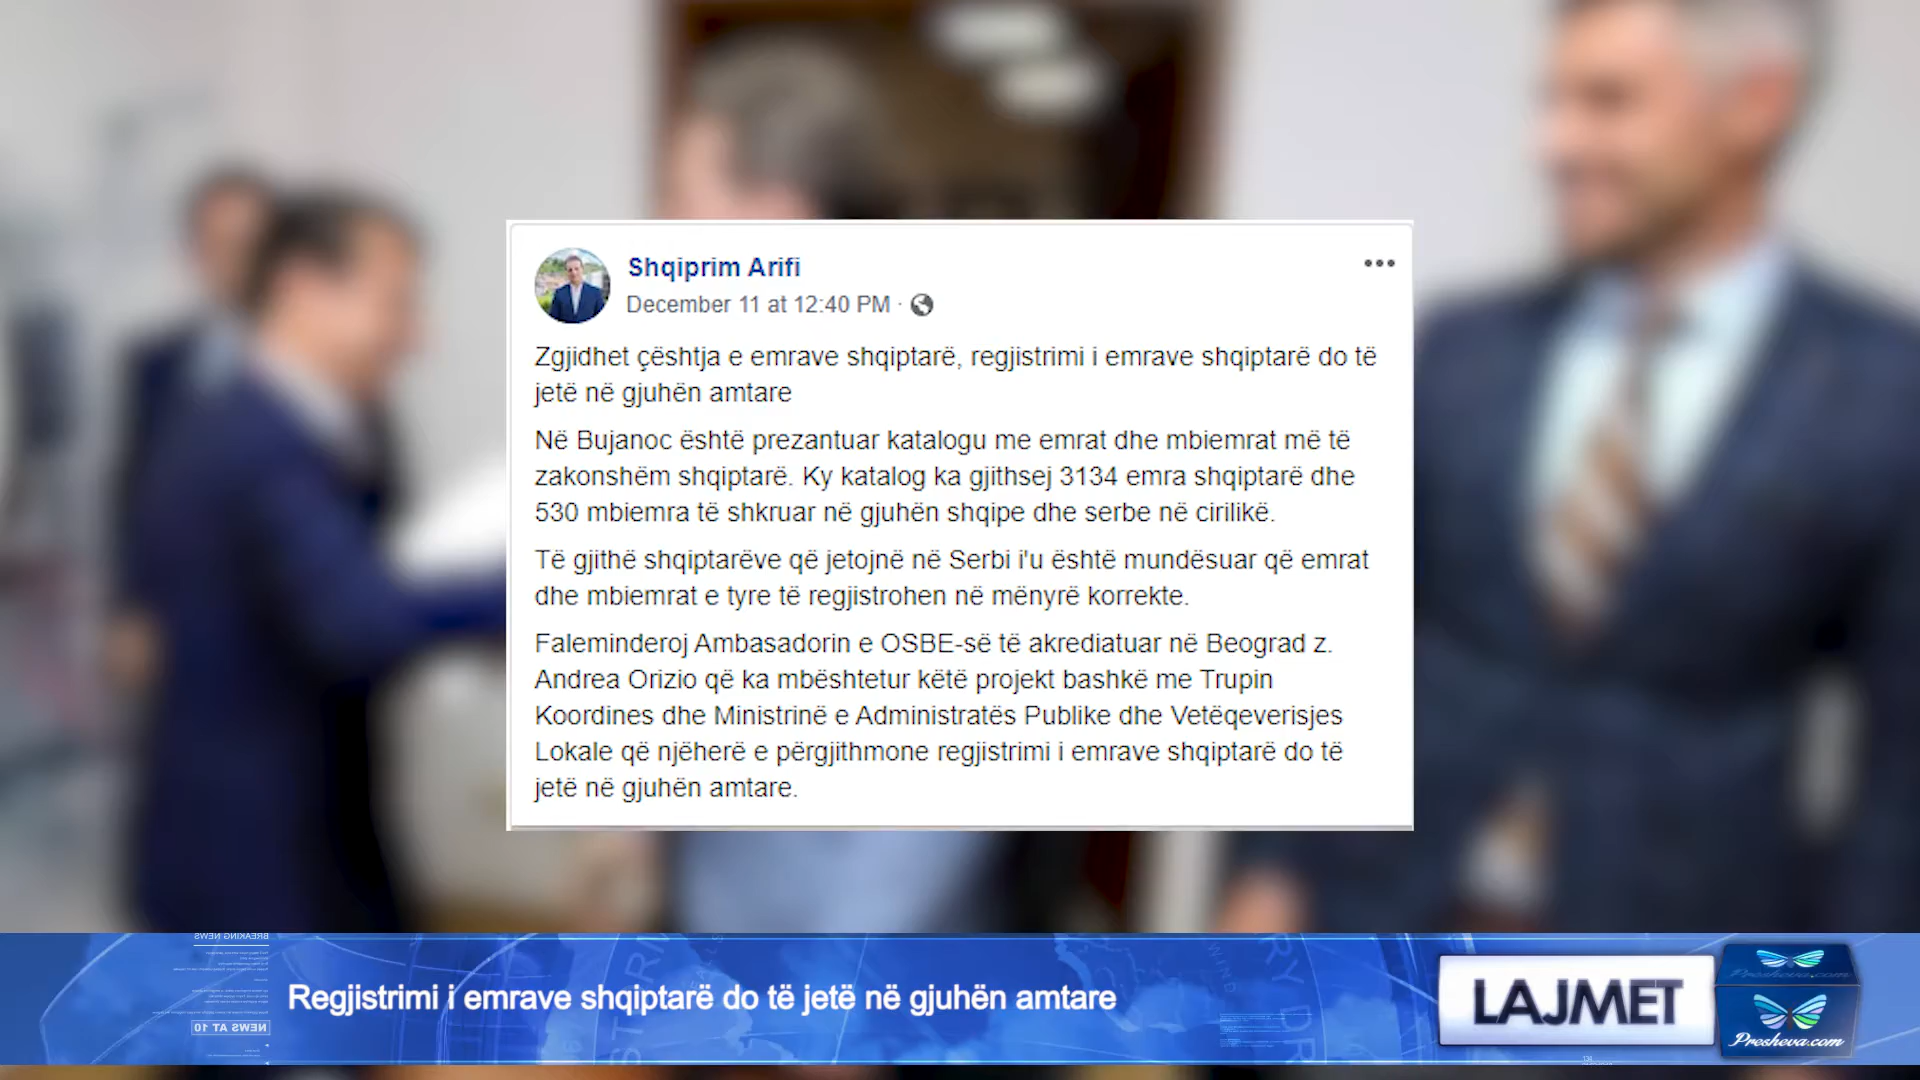 Shqiprim Arifi
December 11 at 12:40 PM ·
Zgjidhet çështja e emrave shqiptarë, regjistrimi i emrave shqiptarë do të
jetë në gjuhën amtare
Në Bujanoc është prezantuar katalogu me emrat dhe mbiemrat më të
zakonshëm shqiptarë. Ky katalog ka gjithsej 3134 emra shqiptarë dhe
530 mbiemra të shkruar në gjuhën shqipe dhe serbe në cirilikë.
Të gjithë shqiptarëve që jetojnë në Serbi i'u është mundësuar që emrat
dhe mbiemrat e tyre të regjistrohen në mënyrë korrekte.
Faleminderoj Ambasadorin e OSBE-së të akrediatuar në Beograd z.
Andrea Orizio që ka mbështetur këtë projekt bashkë me Trupin
Koordines dhe Ministrinë e Administratës Publike dhe Vetëqeverisjes
Lokale që njëherë e përgjithmone regjistrimi i emrave shqiptarë do të
jetë në gjuhën amtare.
BREAKING NEWS
NEWS AT 10
Regjistrimi i emrave shqiptarë do të jetë në gjuhën amtare
LAJMET
Presheva.com
Presheva.com